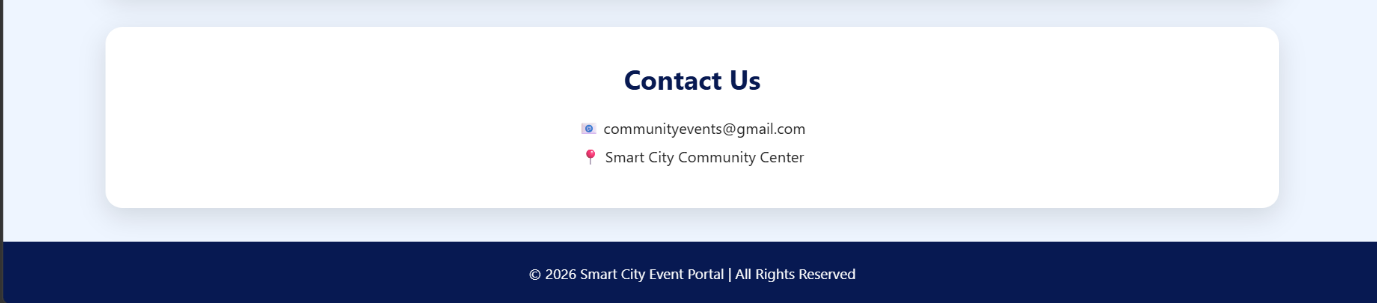 Contact Us
📧 communityevents@gmail.com
📍 Smart City Community Center
© 2026 Smart City Event Portal | All Rights Reserved